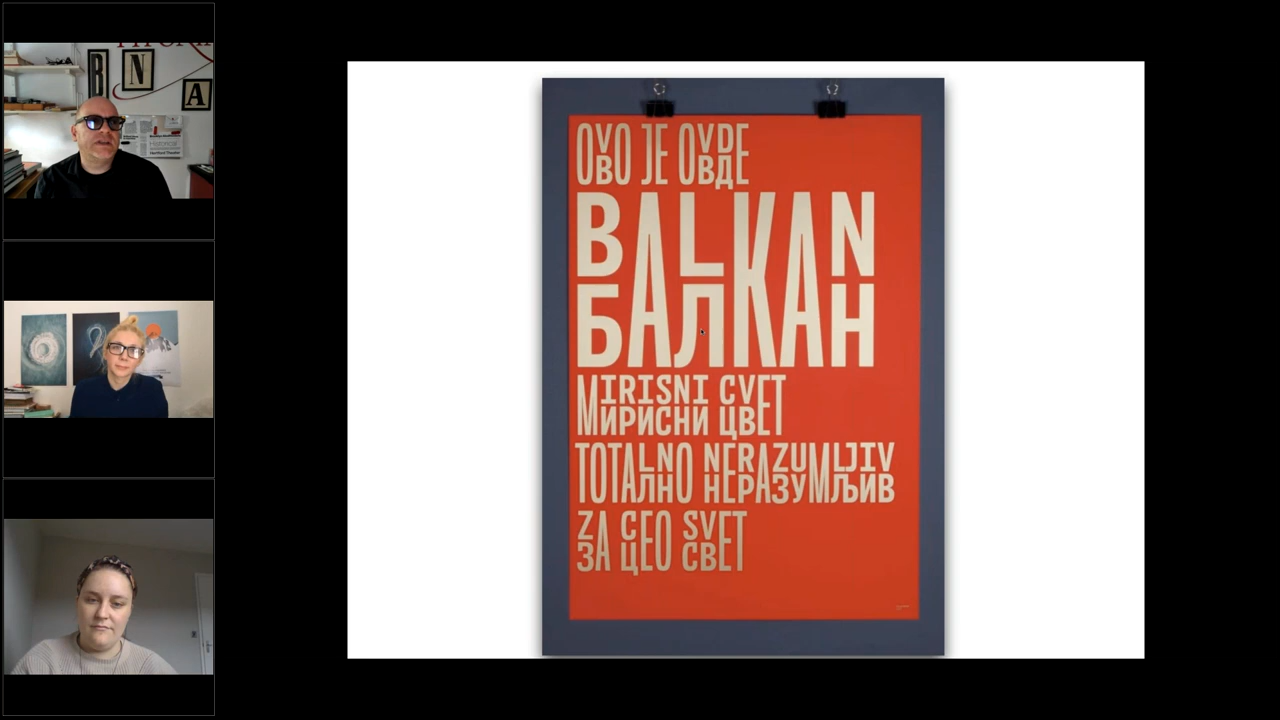 B N A
OVO JE OVDE
ОВО ЈЕ ОВДЕ
BALKAN
БАЛКАН
MIRISNI CVET
МИРИСНИ ЦВЕТ
TOTALNO NERAZUMLJIV
ТОТАЛНО НЕРАЗУМЉИВ
ZA CEO SVET
ЗА ЦЕО СВЕТ